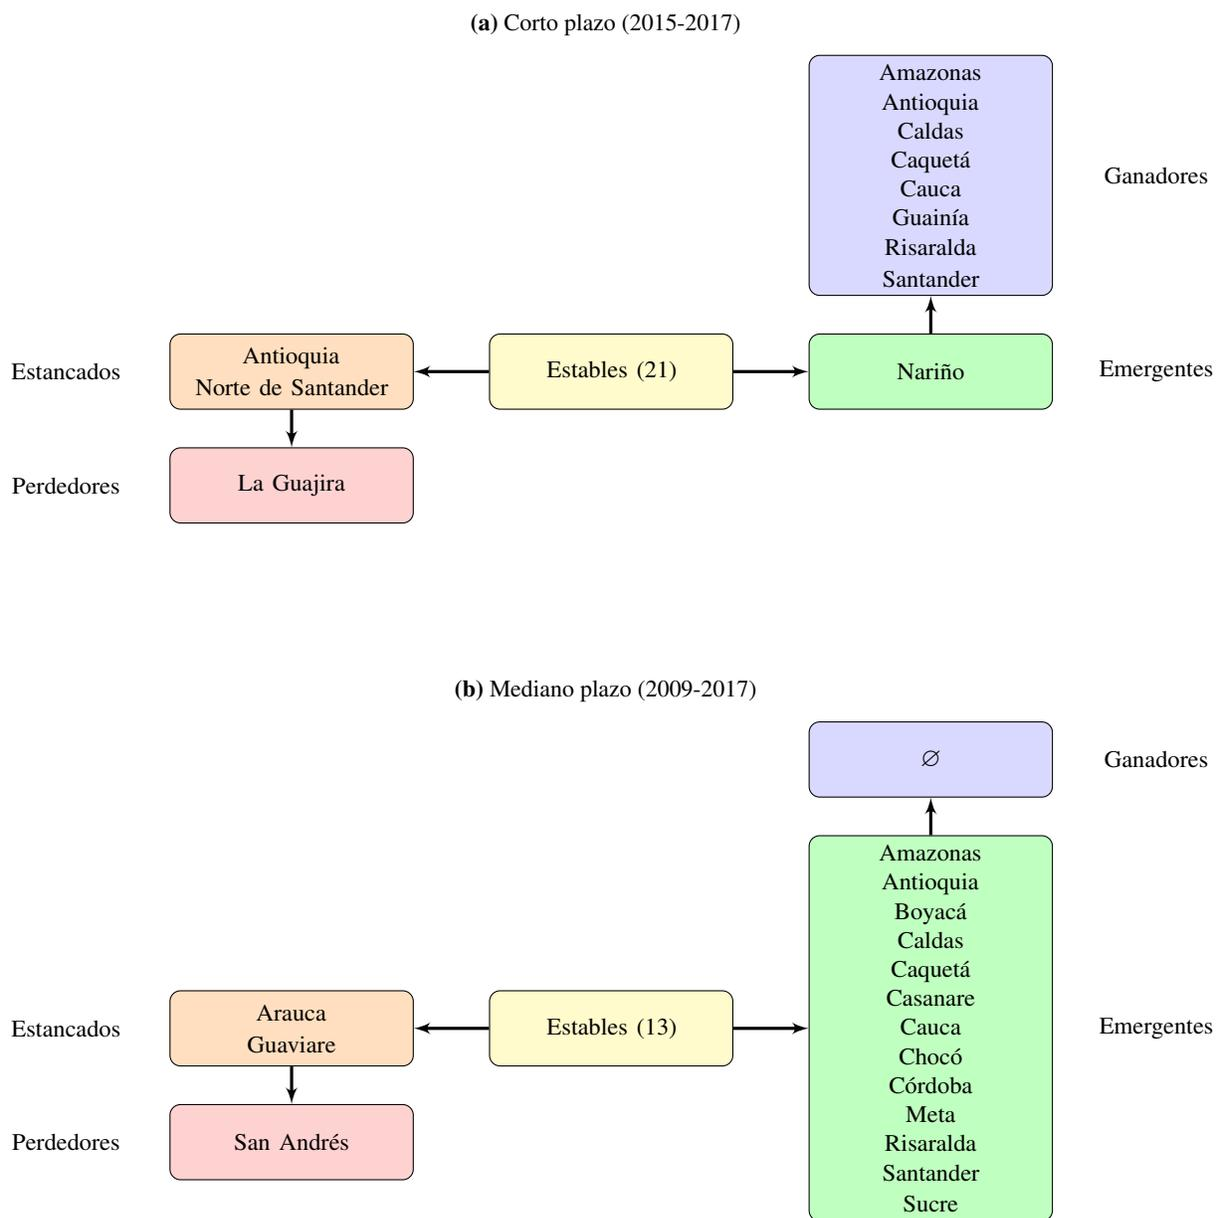 (a) Corto plazo (2015-2017)
Amazonas
Antioquia
Caldas
Caquetá
Cauca
Guainía
Risaralda
Santander
Ganadores
Estancados
Antioquia
Norte de Santander
Estables (21)
Nariño
Emergentes
Perdedores
La Guajira
(b) Mediano plazo (2009-2017)
∅
Ganadores
Amazonas
Antioquia
Boyacá
Caldas
Caquetá
Casanare
Cauca
Chocó
Córdoba
Meta
Risaralda
Santander
Sucre
Estancados
Arauca
Guaviare
Estables (13)
Emergentes
Perdedores
San Andrés